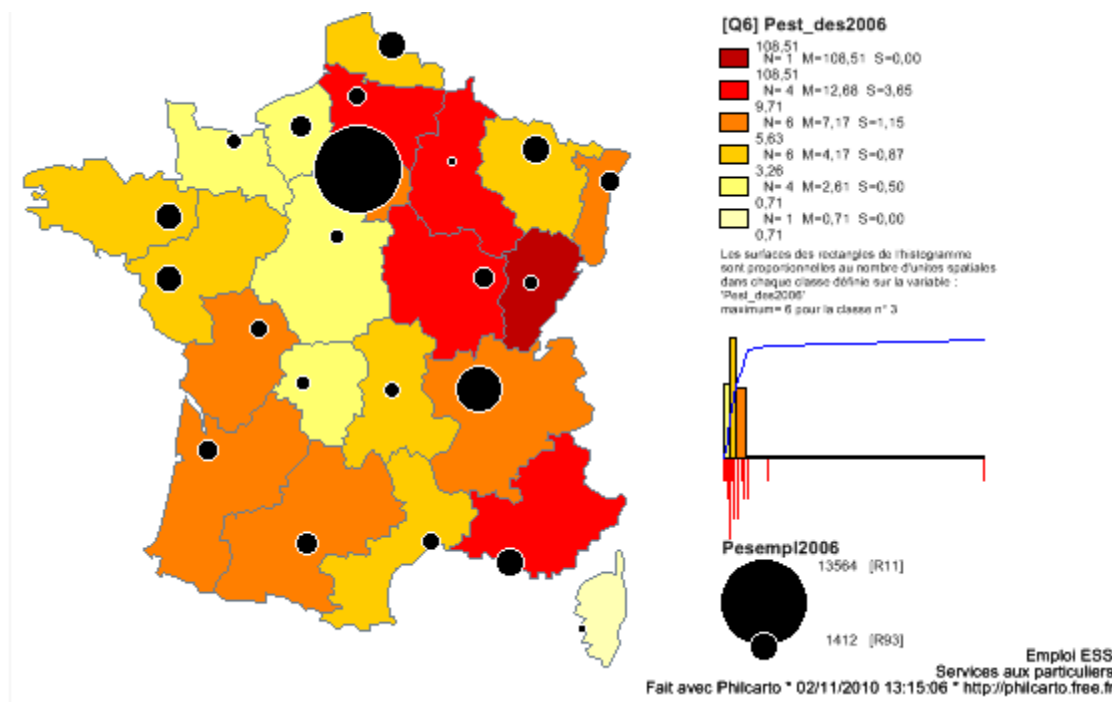 [Q6] Pest_des2006
108,51
N= 1 M=108,51 S=0,00
108,51
N= 4 M=12,68 S=3,65
9,71
N= 6 M=7,17 S=1,15
5,63
N= 6 M=4,17 S=0,87
3,26
N= 4 M=2,61 S=0,50
0,71
N= 1 M=0,71 S=0,00
0,71
Les surfaces des rectangles de l'histogramme
sont proportionnelles au nombre d'unites spatiales
dans chaque classe définie sur la variable :
'Pest_des2006'
maximum= 6 pour la classe n° 3
Pesempl2006
13564 [R11]
1412 [R93]
Emploi ESS
Services aux particuliers
Fait avec Philcarto * 02/11/2010 13:15:06 * http://philcarto.free.fr